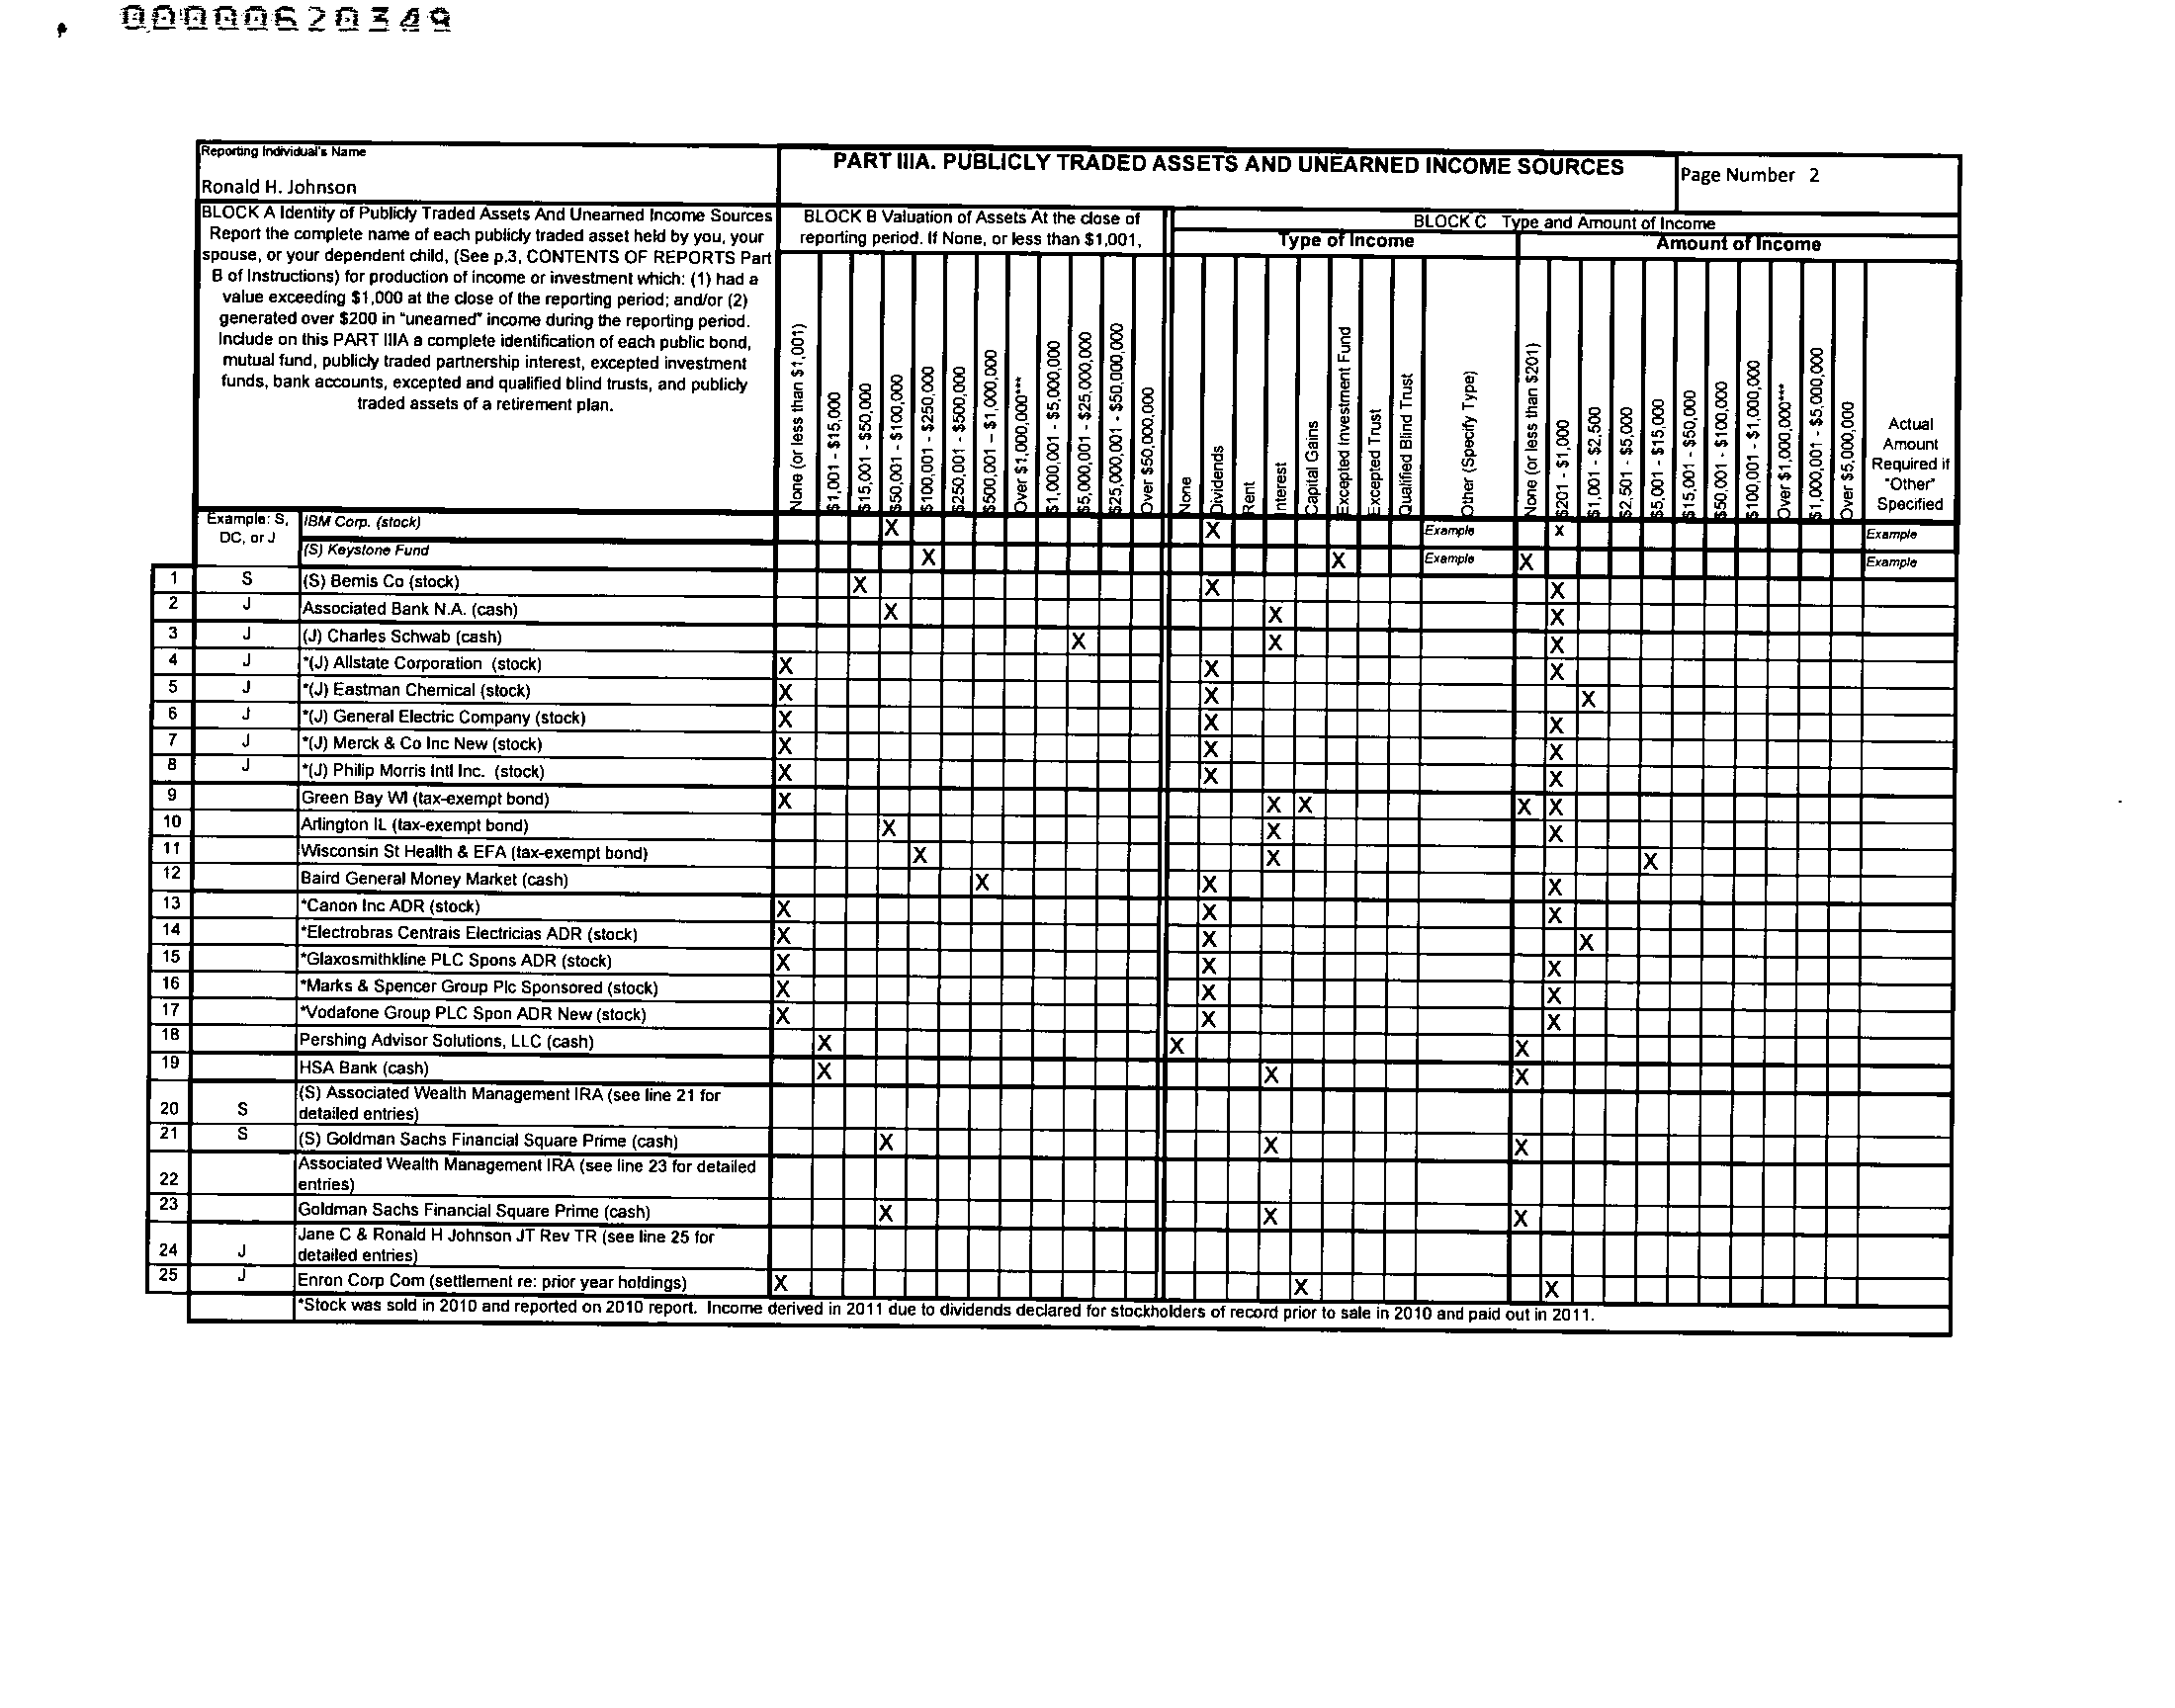 00000620349
Reporting Individual's Name
Ronald H. Johnson
PART IIIA. PUBLICLY TRADED ASSETS AND UNEARNED INCOME SOURCES
Page Number 2
BLOCK A Identity of Publicly Traded Assets And Unearned Income Sources
Report the complete name of each publicly traded asset held by you, your
spouse, or your dependent child, (See p.3, CONTENTS OF REPORTS Part
B of Instructions) for production of income or investment which: (1) had a
value exceeding $1,000 at the close of the reporting period; and/or (2)
generated over $200 in "unearned" income during the reporting period.
Include on this PART IIIA a complete identification of each public bond,
mutual fund, publicly traded partnership interest, excepted investment
funds, bank accounts, excepted and qualified blind trusts, and publicly
traded assets of a retirement plan.
BLOCK B Valuation of Assets At the close of
reporting period. If None, or less than $1,001,
BLOCK C Type and Amount of Income
Type of Income
Amount of Income
None (or less than $1,001)
$1,001 - $15,000
$15,001 - $50,000
$50,001 - $100,000
$100,001 - $250,000
$250,001 - $500,000
$500,001 – $1,000,000
Over $1,000,000***
$1,000,001 - $5,000,000
$5,000,001 - $25,000,000
$25,000,001 - $50,000,000
Over $50,000,000
None
Dividends
Rent
Interest
Capital Gains
Excepted Investment Fund
Excepted Trust
Qualified Blind Trust
Other (Specify Type)
None (or less than $201)
$201 - $1,000
$1,001 - $2,500
$2,501 - $5,000
$5,001 - $15,000
$15,001 - $50,000
$50,001 - $100,000
$100,001 - $1,000,000
Over $1,000,000***
$1,000,001 - $5,000,000
Over $5,000,000
Actual
Amount
Required if
"Other"
Specified
Example: S,
DC, or J
IBM Corp. (stock) X X Example X Example
(S) Keystone Fund X X Example X Example
1 S (S) Bemis Co (stock) X X X
2 J Associated Bank N.A. (cash) X X X
3 J (J) Charles Schwab (cash) X X X
4 J *(J) Allstate Corporation (stock) X X X
5 J *(J) Eastman Chemical (stock) X X X
6 J *(J) General Electric Company (stock) X X X
7 J *(J) Merck & Co Inc New (stock) X X X
8 J *(J) Philip Morris Intl Inc. (stock) X X X
9 Green Bay WI (tax-exempt bond) X X X X X
10 Arlington IL (tax-exempt bond) X X X
11 Wisconsin St Health & EFA (tax-exempt bond) X X X
12 Baird General Money Market (cash) X X X
13 *Canon Inc ADR (stock) X X X
14 *Electrobras Centrais Electricias ADR (stock) X X X
15 *Glaxosmithkline PLC Spons ADR (stock) X X X
16 *Marks & Spencer Group Plc Sponsored (stock) X X X
17 *Vodafone Group PLC Spon ADR New (stock) X X X
18 Pershing Advisor Solutions, LLC (cash) X X X
19 HSA Bank (cash) X X X
20 S (S) Associated Wealth Management IRA (see line 21 for
detailed entries)
21 S (S) Goldman Sachs Financial Square Prime (cash) X X X
22 Associated Wealth Management IRA (see line 23 for detailed
entries)
23 Goldman Sachs Financial Square Prime (cash) X X X
24 J Jane C & Ronald H Johnson JT Rev TR (see line 25 for
detailed entries)
25 J Enron Corp Com (settlement re: prior year holdings) X X X
*Stock was sold in 2010 and reported on 2010 report. Income derived in 2011 due to dividends declared for stockholders of record prior to sale in 2010 and paid out in 2011.